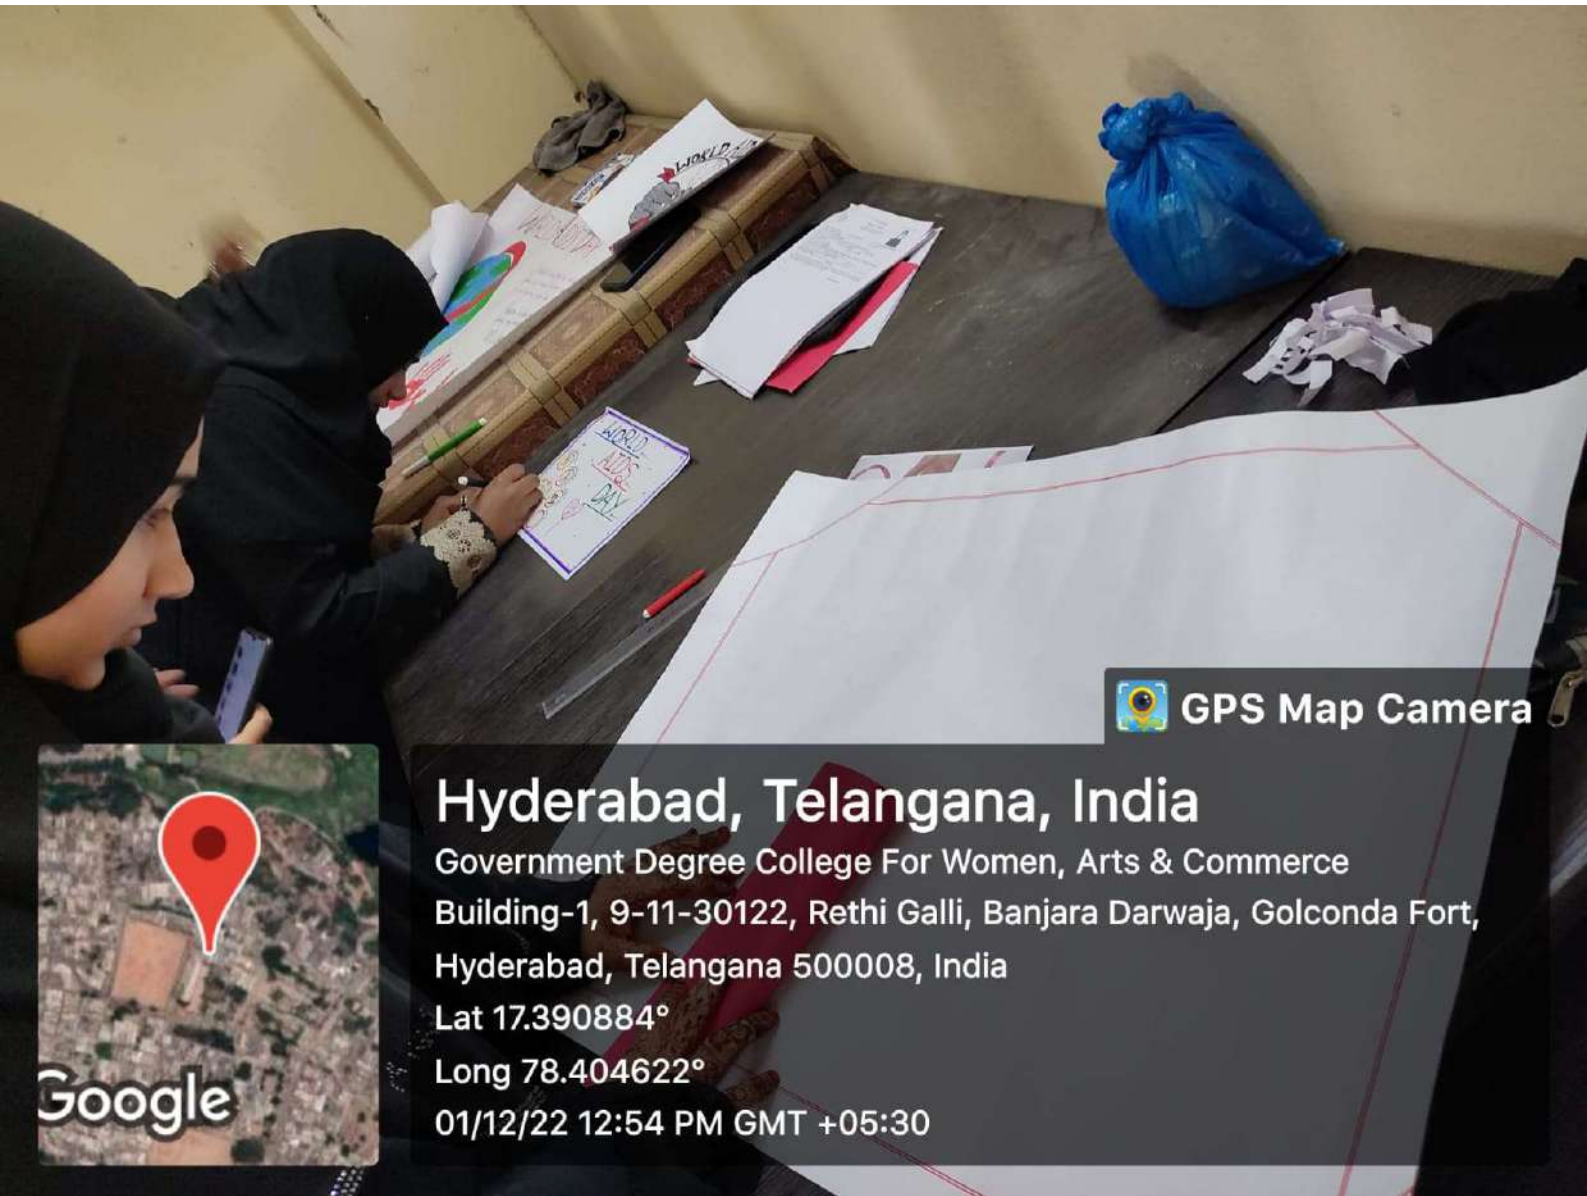 WORLD
WORLD
AIDS
DAY
GPS Map Camera
Hyderabad, Telangana, India
Government Degree College For Women, Arts & Commerce
Building-1, 9-11-30122, Rethi Galli, Banjara Darwaja, Golconda Fort,
Hyderabad, Telangana 500008, India
Lat 17.390884°
Long 78.404622°
01/12/22 12:54 PM GMT +05:30
Google